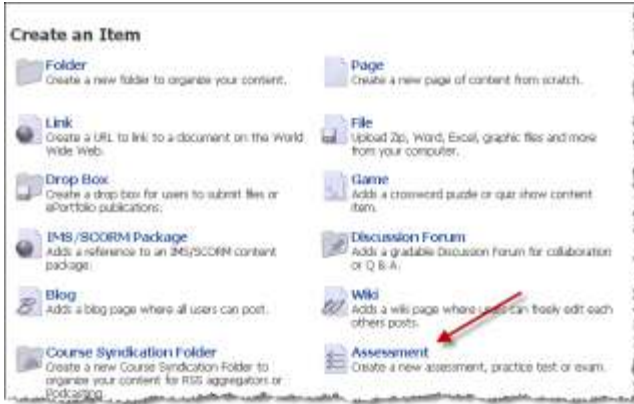 Create an Item
Folder
Create a new folder to organize your content.
Page
Create a new page of content from scratch.
Link
Create a URL to link to a document on the World
Wide Web.
File
Upload Zip, Word, Excel, graphic files and more
from your computer.
Drop Box
Create a drop box for users to submit files or
ePortfolio publications.
Game
Adds a crossword puzzle or quiz show content
item.
IMS/SCORM Package
Adds a reference to an IMS/SCORM content
package.
Discussion Forum
Adds a gradable Discussion Forum for collaboration
or Q & A.
Blog
Adds a blog page where all users can post.
Wiki
Adds a wiki page where users can freely edit each
others posts.
Course Syndication Folder
Create a new Course Syndication Folder to
organize your content for RSS aggregators or
Podcasting
Assessment
Create a new assessment, practice test or exam.